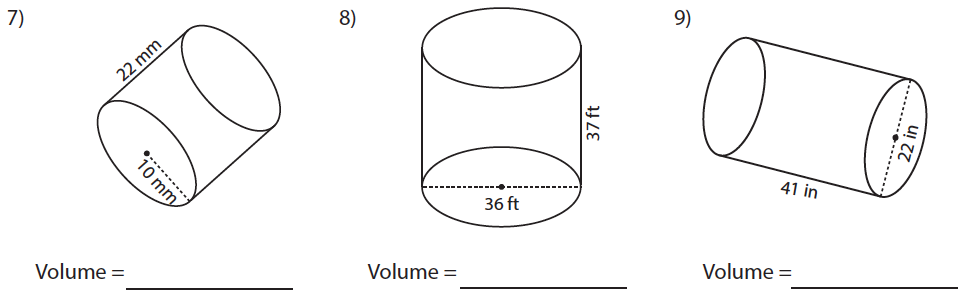 7)
22 mm
10 mm
Volume =
8)
37 ft
36 ft
Volume =
9)
22 in
41 in
Volume =